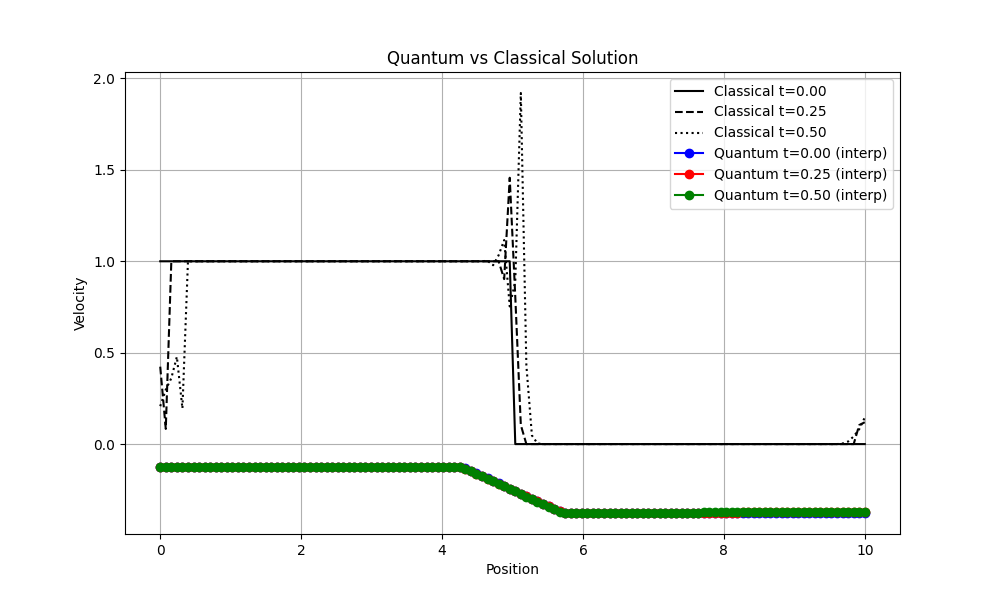 Quantum vs Classical Solution
2.0
1.5
1.0
0.5
0.0
Velocity
Classical t=0.00
Classical t=0.25
Classical t=0.50
Quantum t=0.00 (interp)
Quantum t=0.25 (interp)
Quantum t=0.50 (interp)
0 2 4 6 8 10
Position